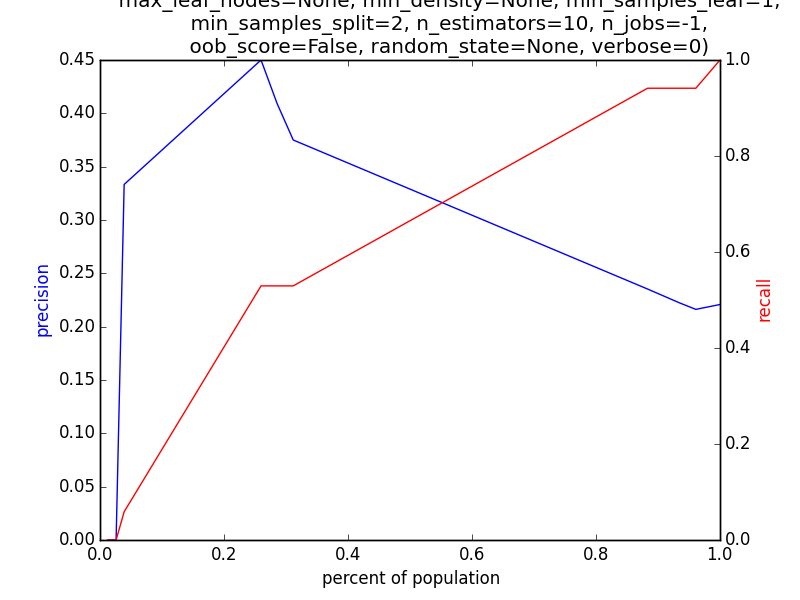 max_leaf_nodes=None, min_density=None, min_samples_leaf=1,
min_samples_split=2, n_estimators=10, n_jobs=-1,
oob_score=False, random_state=None, verbose=0)
0.45
0.40
0.35
0.30
0.25
0.20
0.15
0.10
0.05
0.00
precision
1.0
0.8
0.6
0.4
0.2
0.0
recall
0.0 0.2 0.4 0.6 0.8 1.0
percent of population